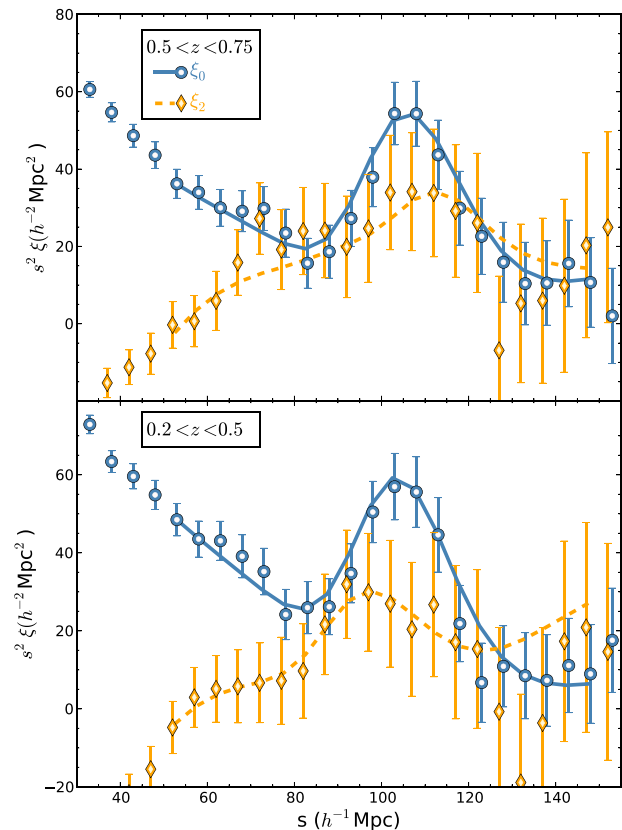 80
60
40
20
0
s² ξ(h⁻² Mpc²)
0.5 < z < 0.75
ξ₀
ξ₂
60
40
20
0
−20
s² ξ(h⁻² Mpc²)
0.2 < z < 0.5
40 60 80 100 120 140
s (h⁻¹ Mpc)